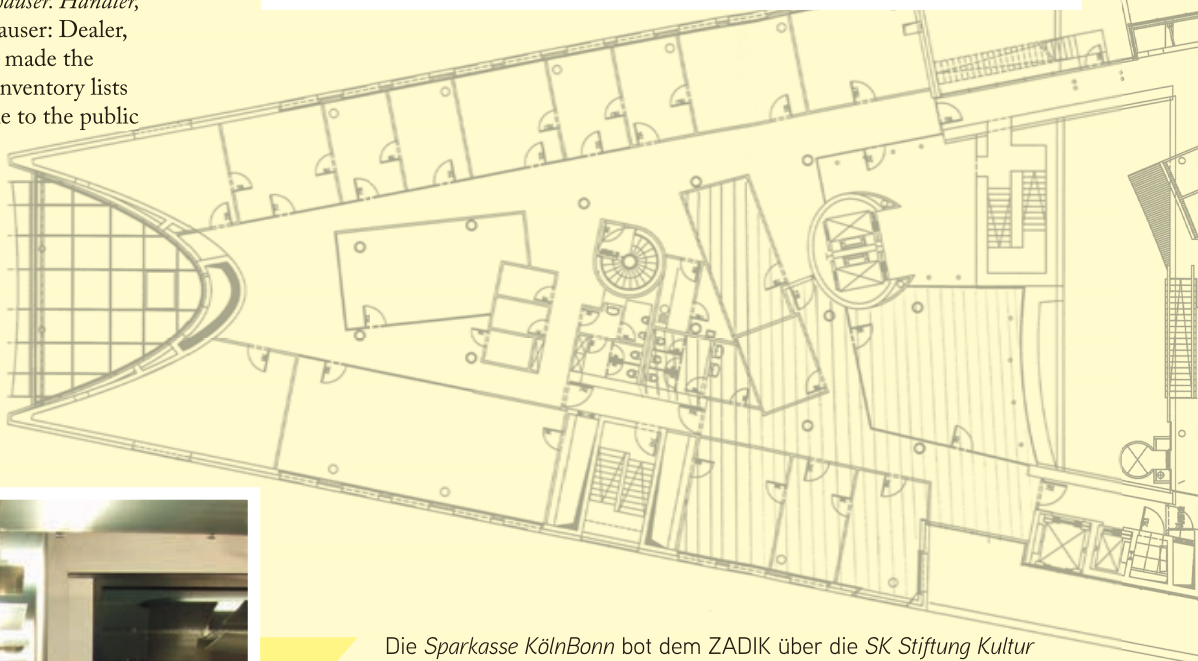 auser: Händler,
auser: Dealer,
made the
nventory lists
e to the public
Die Sparkasse KölnBonn bot dem ZADIK über die SK Stiftung Kultur